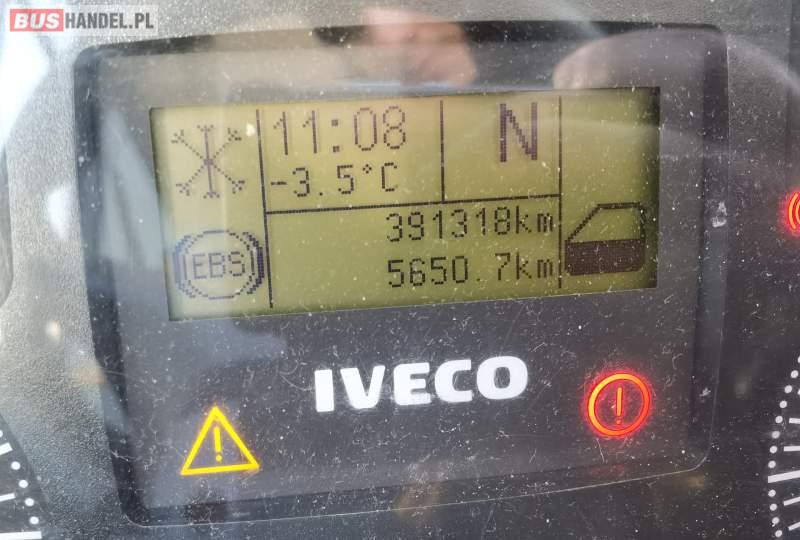 BUSHANDEL.PL
11:08
N
-3.5°C
391318km
EBS
5650.7km
IVECO